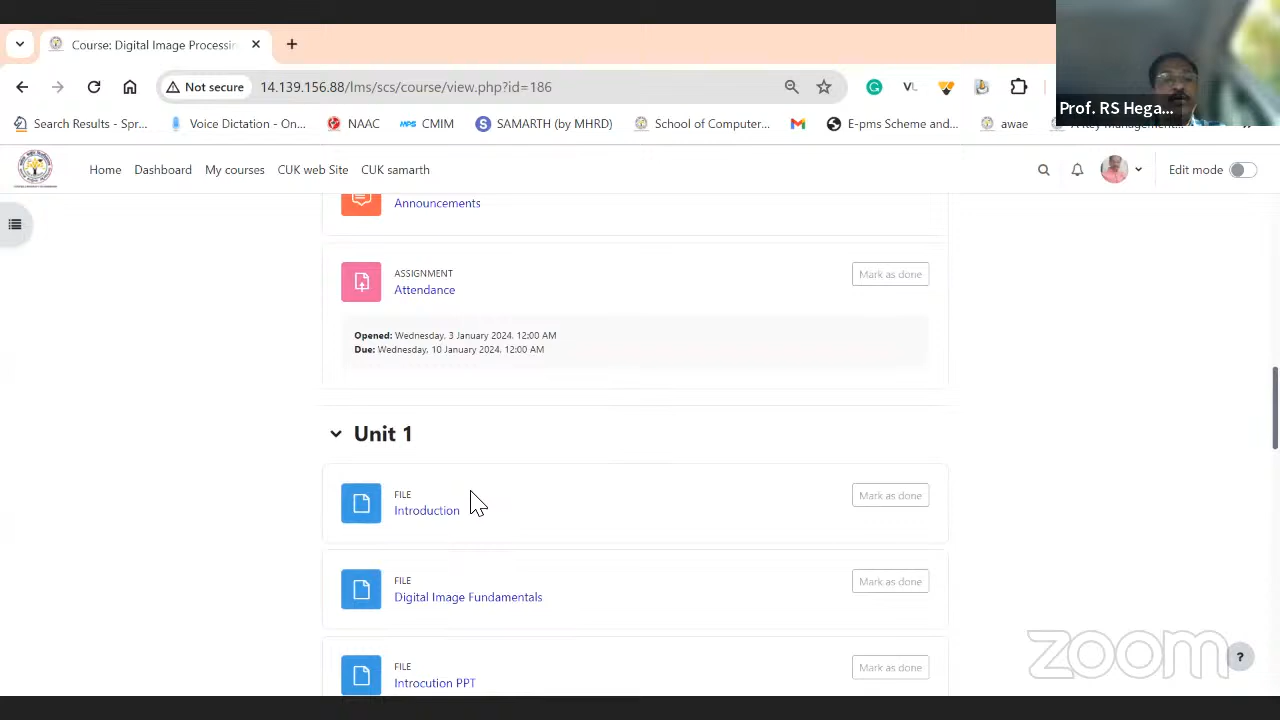 Course: Digital Image Processin
Not secure
14.139.156.88/lms/scs/course/view.php?id=186
VL
Prof. RS Hega...
Search Results - Spr...
Voice Dictation - On...
NAAC
CMIM
SAMARTH (by MHRD)
School of Computer...
E-pms Scheme and...
awae
Home
Dashboard
My courses
CUK web Site
CUK samarth
Edit mode
Announcements
ASSIGNMENT
Attendance
Mark as done
Opened: Wednesday, 3 January 2024, 12:00 AM
Due: Wednesday, 10 January 2024, 12:00 AM
Unit 1
FILE
Introduction
Mark as done
FILE
Digital Image Fundamentals
Mark as done
FILE
Introcution PPT
Mark as done
zoom
?